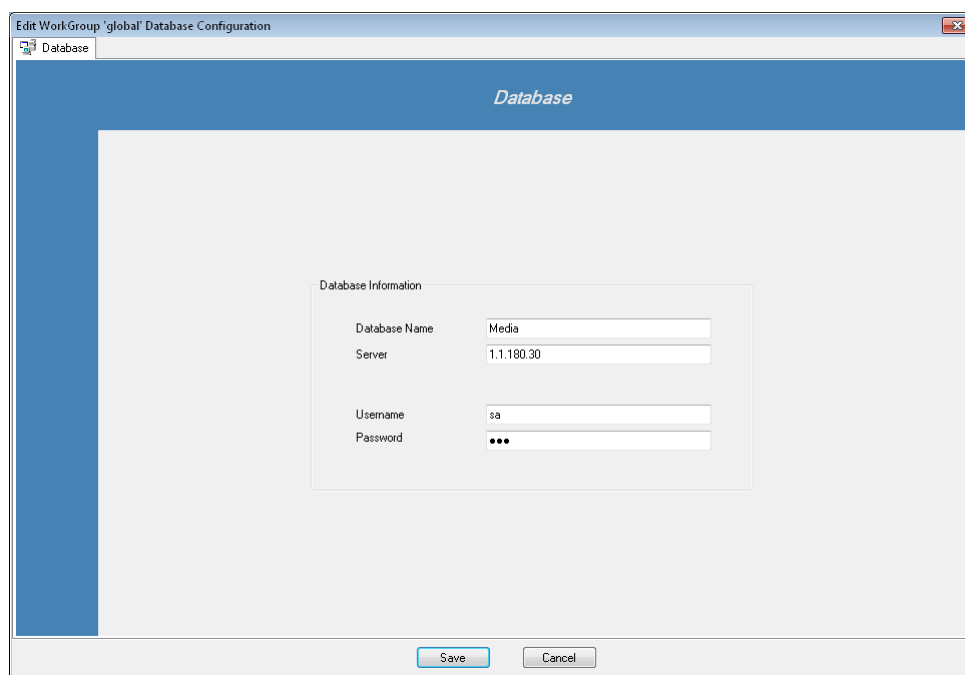 Edit WorkGroup 'global' Database Configuration
Database
Database
Database Information
Database Name Media
Server 1.1.180.30
Username sa
Password ●●●
Save Cancel